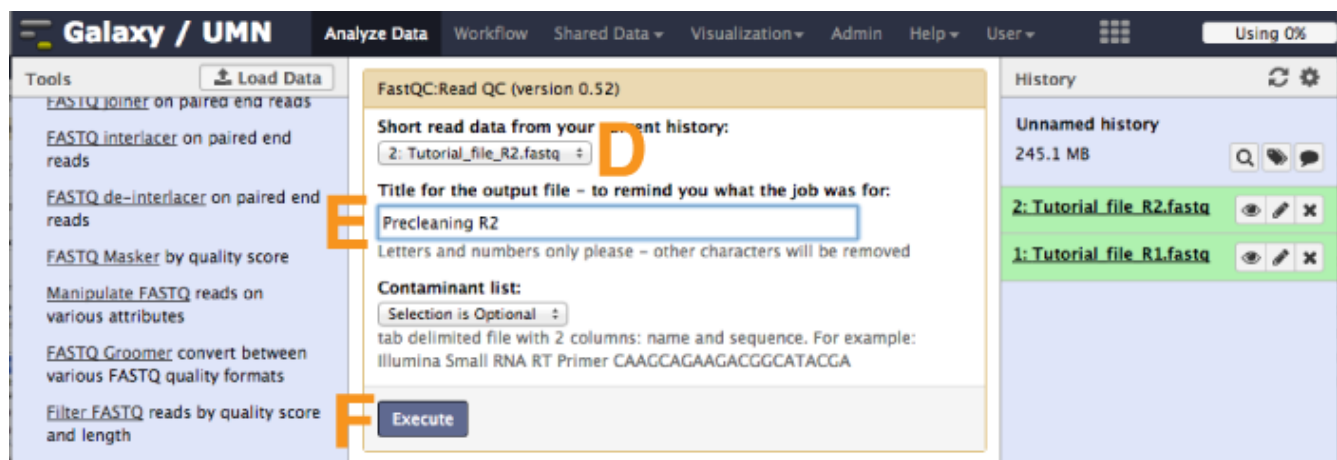 Galaxy / UMN
Analyze Data Workflow Shared Data Visualization Admin Help User Using 0%
Tools
Load Data
FASTQ joiner on paired end reads
FASTQ interlacer on paired end
reads
FASTQ de-interlacer on paired end
reads
FASTQ Masker by quality score
Manipulate FASTQ reads on
various attributes
FASTQ Groomer convert between
various FASTQ quality formats
Filter FASTQ reads by quality score
and length
FastQC:Read QC (version 0.52)
Short read data from your current history:
2: Tutorial_file_R2.fastq
D
Title for the output file – to remind you what the job was for:
E
Precleaning R2
Letters and numbers only please – other characters will be removed
Contaminant list:
Selection is Optional
tab delimited file with 2 columns: name and sequence. For example:
Illumina Small RNA RT Primer CAAGCAGAAGACGGCATACGA
F
Execute
History
Unnamed history
245.1 MB
2: Tutorial_file_R2.fastq
1: Tutorial_file_R1.fastq